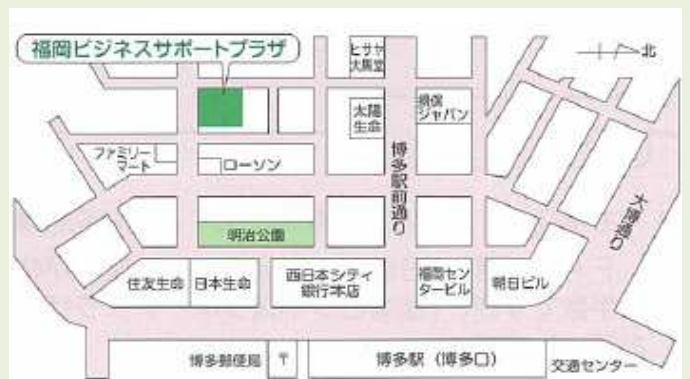 福岡ビジネスサポートプラザ
ヒサヤ
大黒堂
北
太陽
生命
損保
ジャパン
ファミリー
マート
ローソン
博多駅前通り
大博通り
明治公園
住友生命
日本生命
西日本シティ
銀行本店
福岡セン
タービル
朝日ビル
博多郵便局
〒
博多駅（博多口）
交通センター